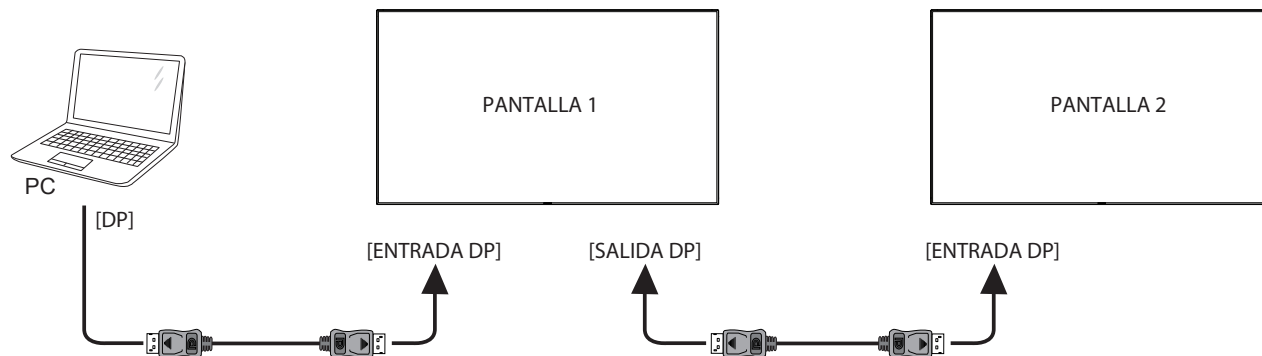 PANTALLA 1
PANTALLA 2
PC
[DP]
[ENTRADA DP]
[SALIDA DP]
[ENTRADA DP]